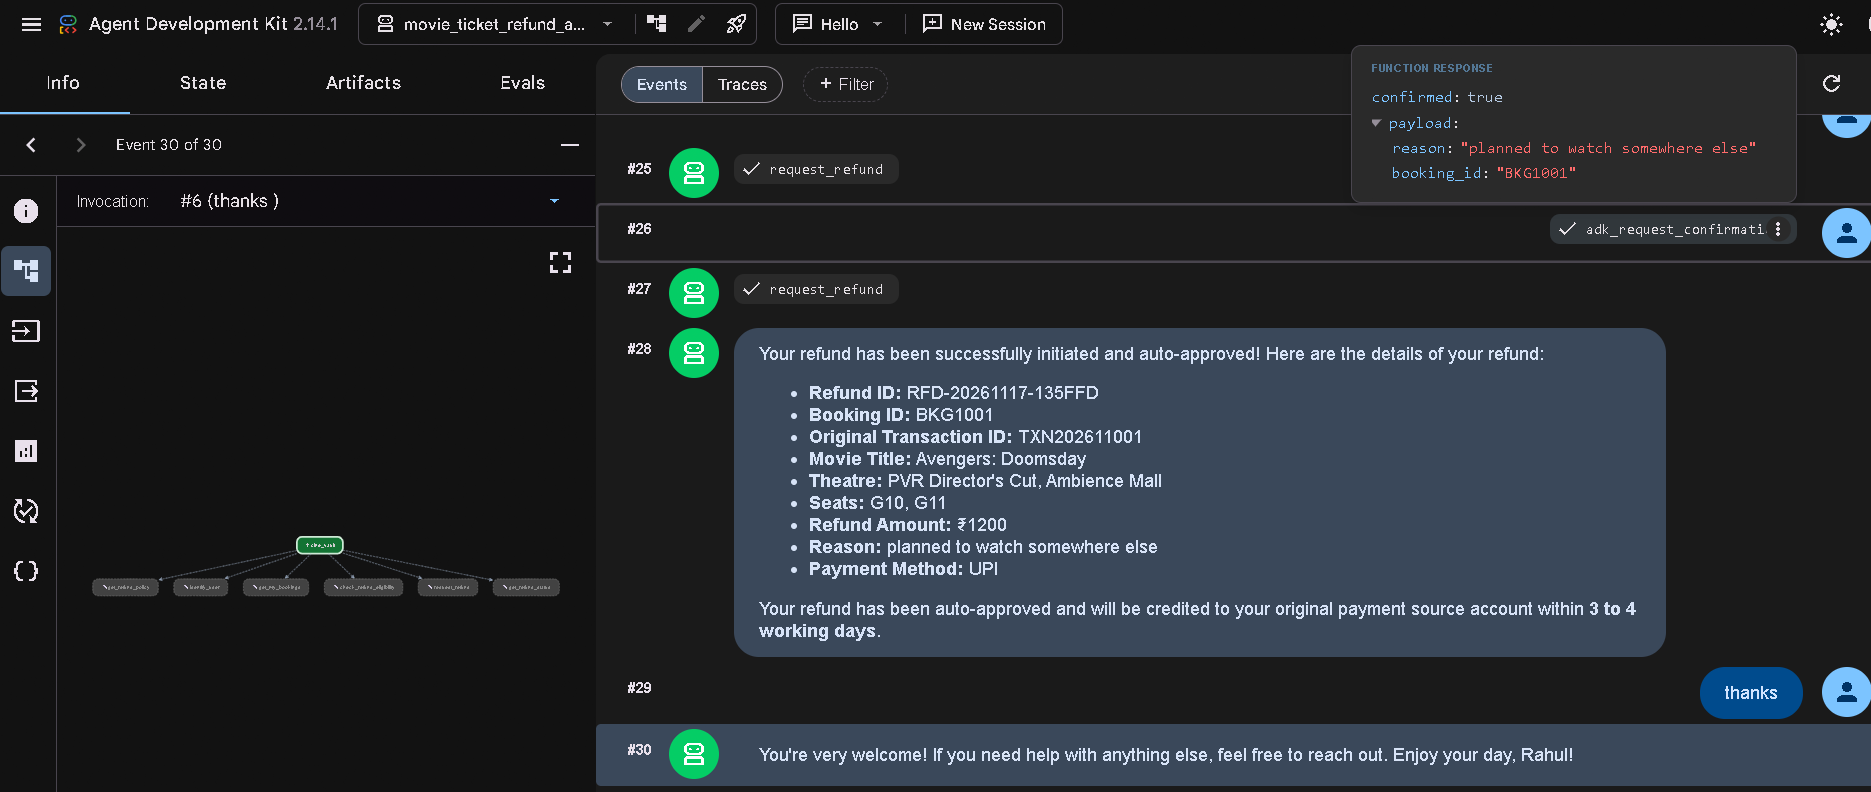 Agent Development Kit 2.14.1
movie_ticket_refund_a...
Hello
New Session
Info
State
Artifacts
Evals
Events
Traces
+ Filter
FUNCTION RESPONSE
confirmed: true
payload:
reason: "planned to watch somewhere else"
booking_id: "BKG1001"
Event 30 of 30
Invocation:
#6 (thanks )
get_refund_policy
identify_user
get_my_bookings
check_refund_eligibility
request_refund
get_refund_status
#25
request_refund
#26
adk_request_confirmati
#27
request_refund
#28
Your refund has been successfully initiated and auto-approved! Here are the details of your refund:
• Refund ID: RFD-20261117-135FFD
• Booking ID: BKG1001
• Original Transaction ID: TXN202611001
• Movie Title: Avengers: Doomsday
• Theatre: PVR Director's Cut, Ambience Mall
• Seats: G10, G11
• Refund Amount: ₹1200
• Reason: planned to watch somewhere else
• Payment Method: UPI
Your refund has been auto-approved and will be credited to your original payment source account within 3 to 4
working days.
#29
thanks
#30
You're very welcome! If you need help with anything else, feel free to reach out. Enjoy your day, Rahul!